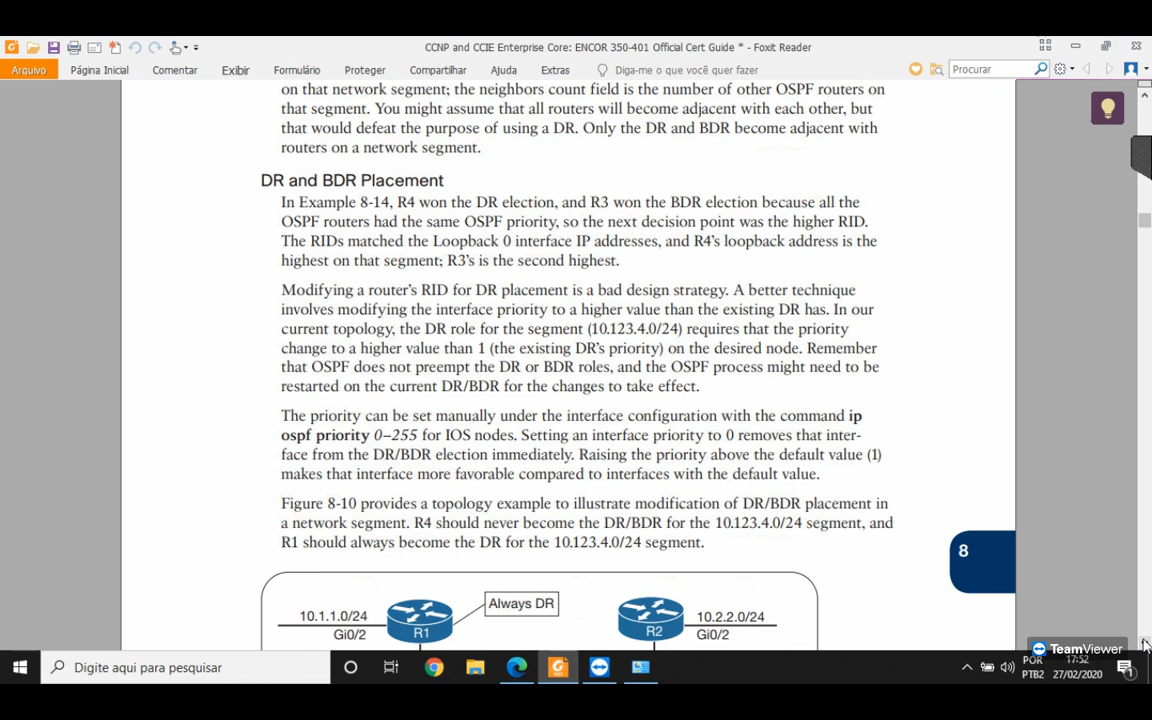 CCNP and CCIE Enterprise Core: ENCOR 350-401 Official Cert Guide * - Foxit Reader
Arquivo Página Inicial Comentar Exibir Formulário Proteger Compartilhar Ajuda Extras Diga-me o que você quer fazer Procurar
on that network segment; the neighbors count field is the number of other OSPF routers on
that segment. You might assume that all routers will become adjacent with each other, but
that would defeat the purpose of using a DR. Only the DR and BDR become adjacent with
routers on a network segment.
DR and BDR Placement
In Example 8-14, R4 won the DR election, and R3 won the BDR election because all the
OSPF routers had the same OSPF priority, so the next decision point was the higher RID.
The RIDs matched the Loopback 0 interface IP addresses, and R4's loopback address is the
highest on that segment; R3's is the second highest.
Modifying a router's RID for DR placement is a bad design strategy. A better technique
involves modifying the interface priority to a higher value than the existing DR has. In our
current topology, the DR role for the segment (10.123.4.0/24) requires that the priority
change to a higher value than 1 (the existing DR's priority) on the desired node. Remember
that OSPF does not preempt the DR or BDR roles, and the OSPF process might need to be
restarted on the current DR/BDR for the changes to take effect.
The priority can be set manually under the interface configuration with the command ip
ospf priority 0–255 for IOS nodes. Setting an interface priority to 0 removes that inter-
face from the DR/BDR election immediately. Raising the priority above the default value (1)
makes that interface more favorable compared to interfaces with the default value.
Figure 8-10 provides a topology example to illustrate modification of DR/BDR placement in
a network segment. R4 should never become the DR/BDR for the 10.123.4.0/24 segment, and
R1 should always become the DR for the 10.123.4.0/24 segment.
8
Always DR
10.1.1.0/24
Gi0/2
R1
R2
10.2.2.0/24
Gi0/2
TeamViewer
Digite aqui para pesquisar
POR
PTB2
17:52
27/02/2020
1